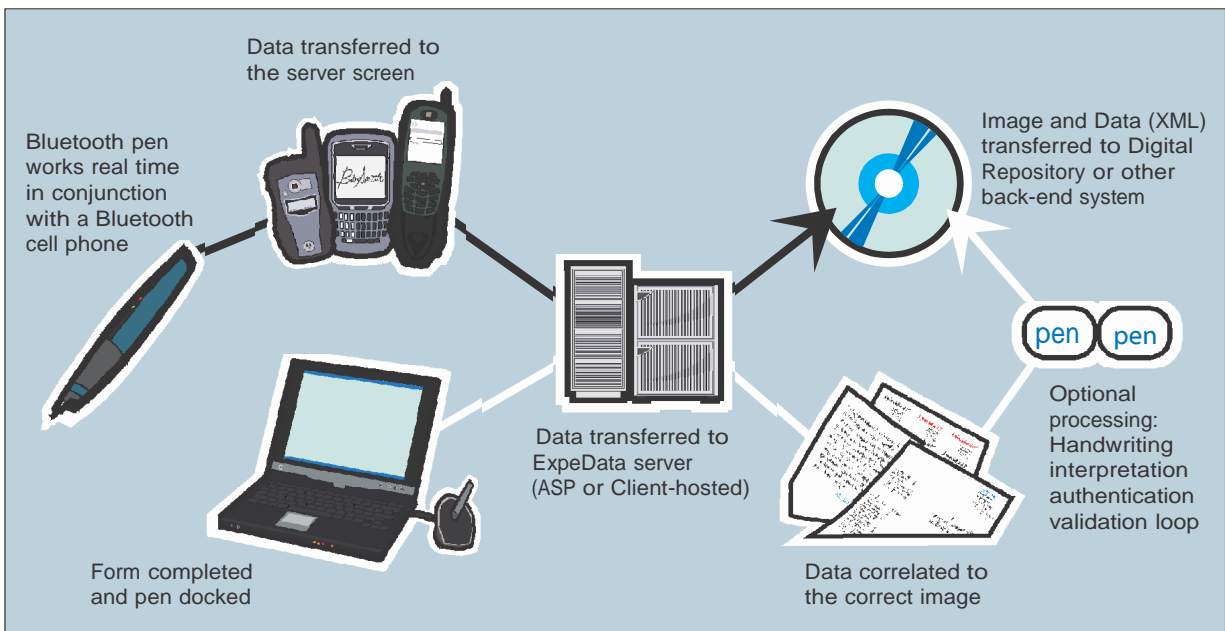 Data transferred to
the server screen
Bluetooth pen
works real time
in conjunction
with a Bluetooth
cell phone
Image and Data (XML)
transferred to Digital
Repository or other
back-end system
pen pen
Optional
processing:
Handwriting
interpretation
authentication
validation loop
Data transferred to
ExpeData server
(ASP or Client-hosted)
Form completed
and pen docked
Data correlated to
the correct image